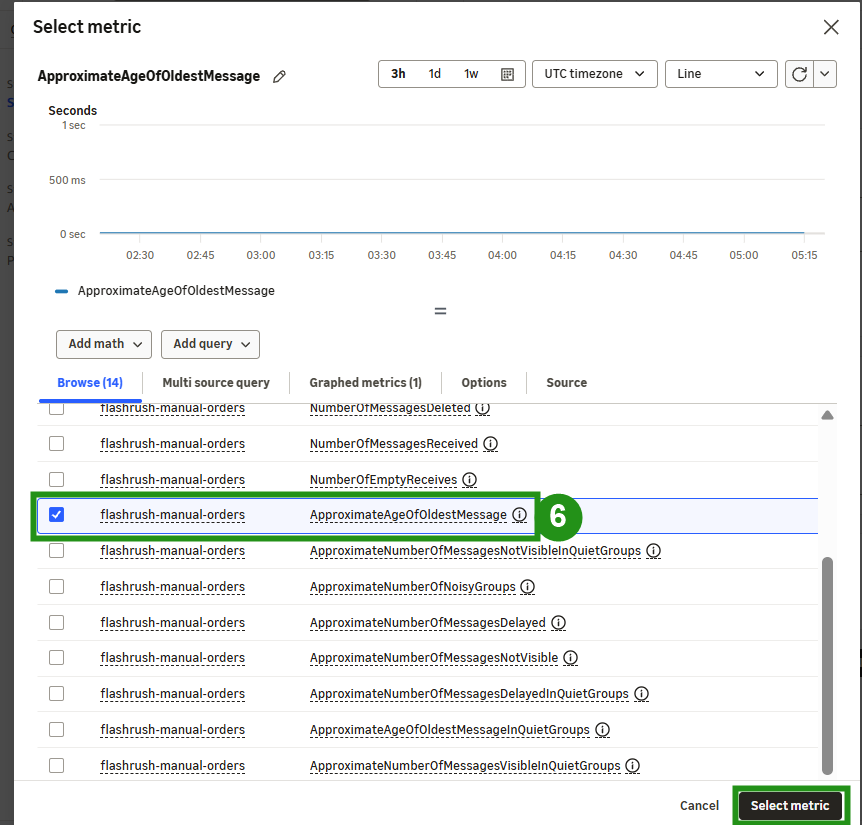 Select metric
ApproximateAgeOfOldestMessage
3h 1d 1w UTC timezone Line
Seconds
1 sec
500 ms
0 sec
02:30 02:45 03:00 03:15 03:30 03:45 04:00 04:15 04:30 04:45 05:00 05:15
ApproximateAgeOfOldestMessage
Add math Add query
Browse (14) Multi source query Graphed metrics (1) Options Source
flashrush-manual-orders NumberOfMessagesDeleted
flashrush-manual-orders NumberOfMessagesReceived
flashrush-manual-orders NumberOfEmptyReceives
flashrush-manual-orders ApproximateAgeOfOldestMessage 6
flashrush-manual-orders ApproximateNumberOfMessagesNotVisibleInQuietGroups
flashrush-manual-orders ApproximateNumberOfNoisyGroups
flashrush-manual-orders ApproximateNumberOfMessagesDelayed
flashrush-manual-orders ApproximateNumberOfMessagesNotVisible
flashrush-manual-orders ApproximateNumberOfMessagesDelayedInQuietGroups
flashrush-manual-orders ApproximateAgeOfOldestMessageInQuietGroups
flashrush-manual-orders ApproximateNumberOfMessagesVisibleInQuietGroups
Cancel Select metric